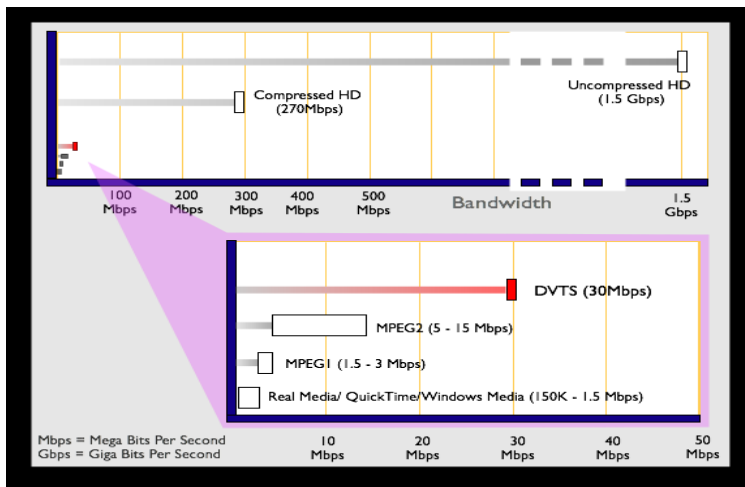 Compressed HD
(270Mbps)
Uncompressed HD
(1.5 Gbps)
100
Mbps
200
Mbps
300
Mbps
400
Mbps
500
Mbps
Bandwidth
1.5
Gbps
DVTS (30Mbps)
MPEG2 (5 - 15 Mbps)
MPEG1 (1.5 - 3 Mbps)
Real Media/ QuickTime/Windows Media (150K - 1.5 Mbps)
Mbps = Mega Bits Per Second
Gbps = Giga Bits Per Second
10
Mbps
20
Mbps
30
Mbps
40
Mbps
50
Mbps